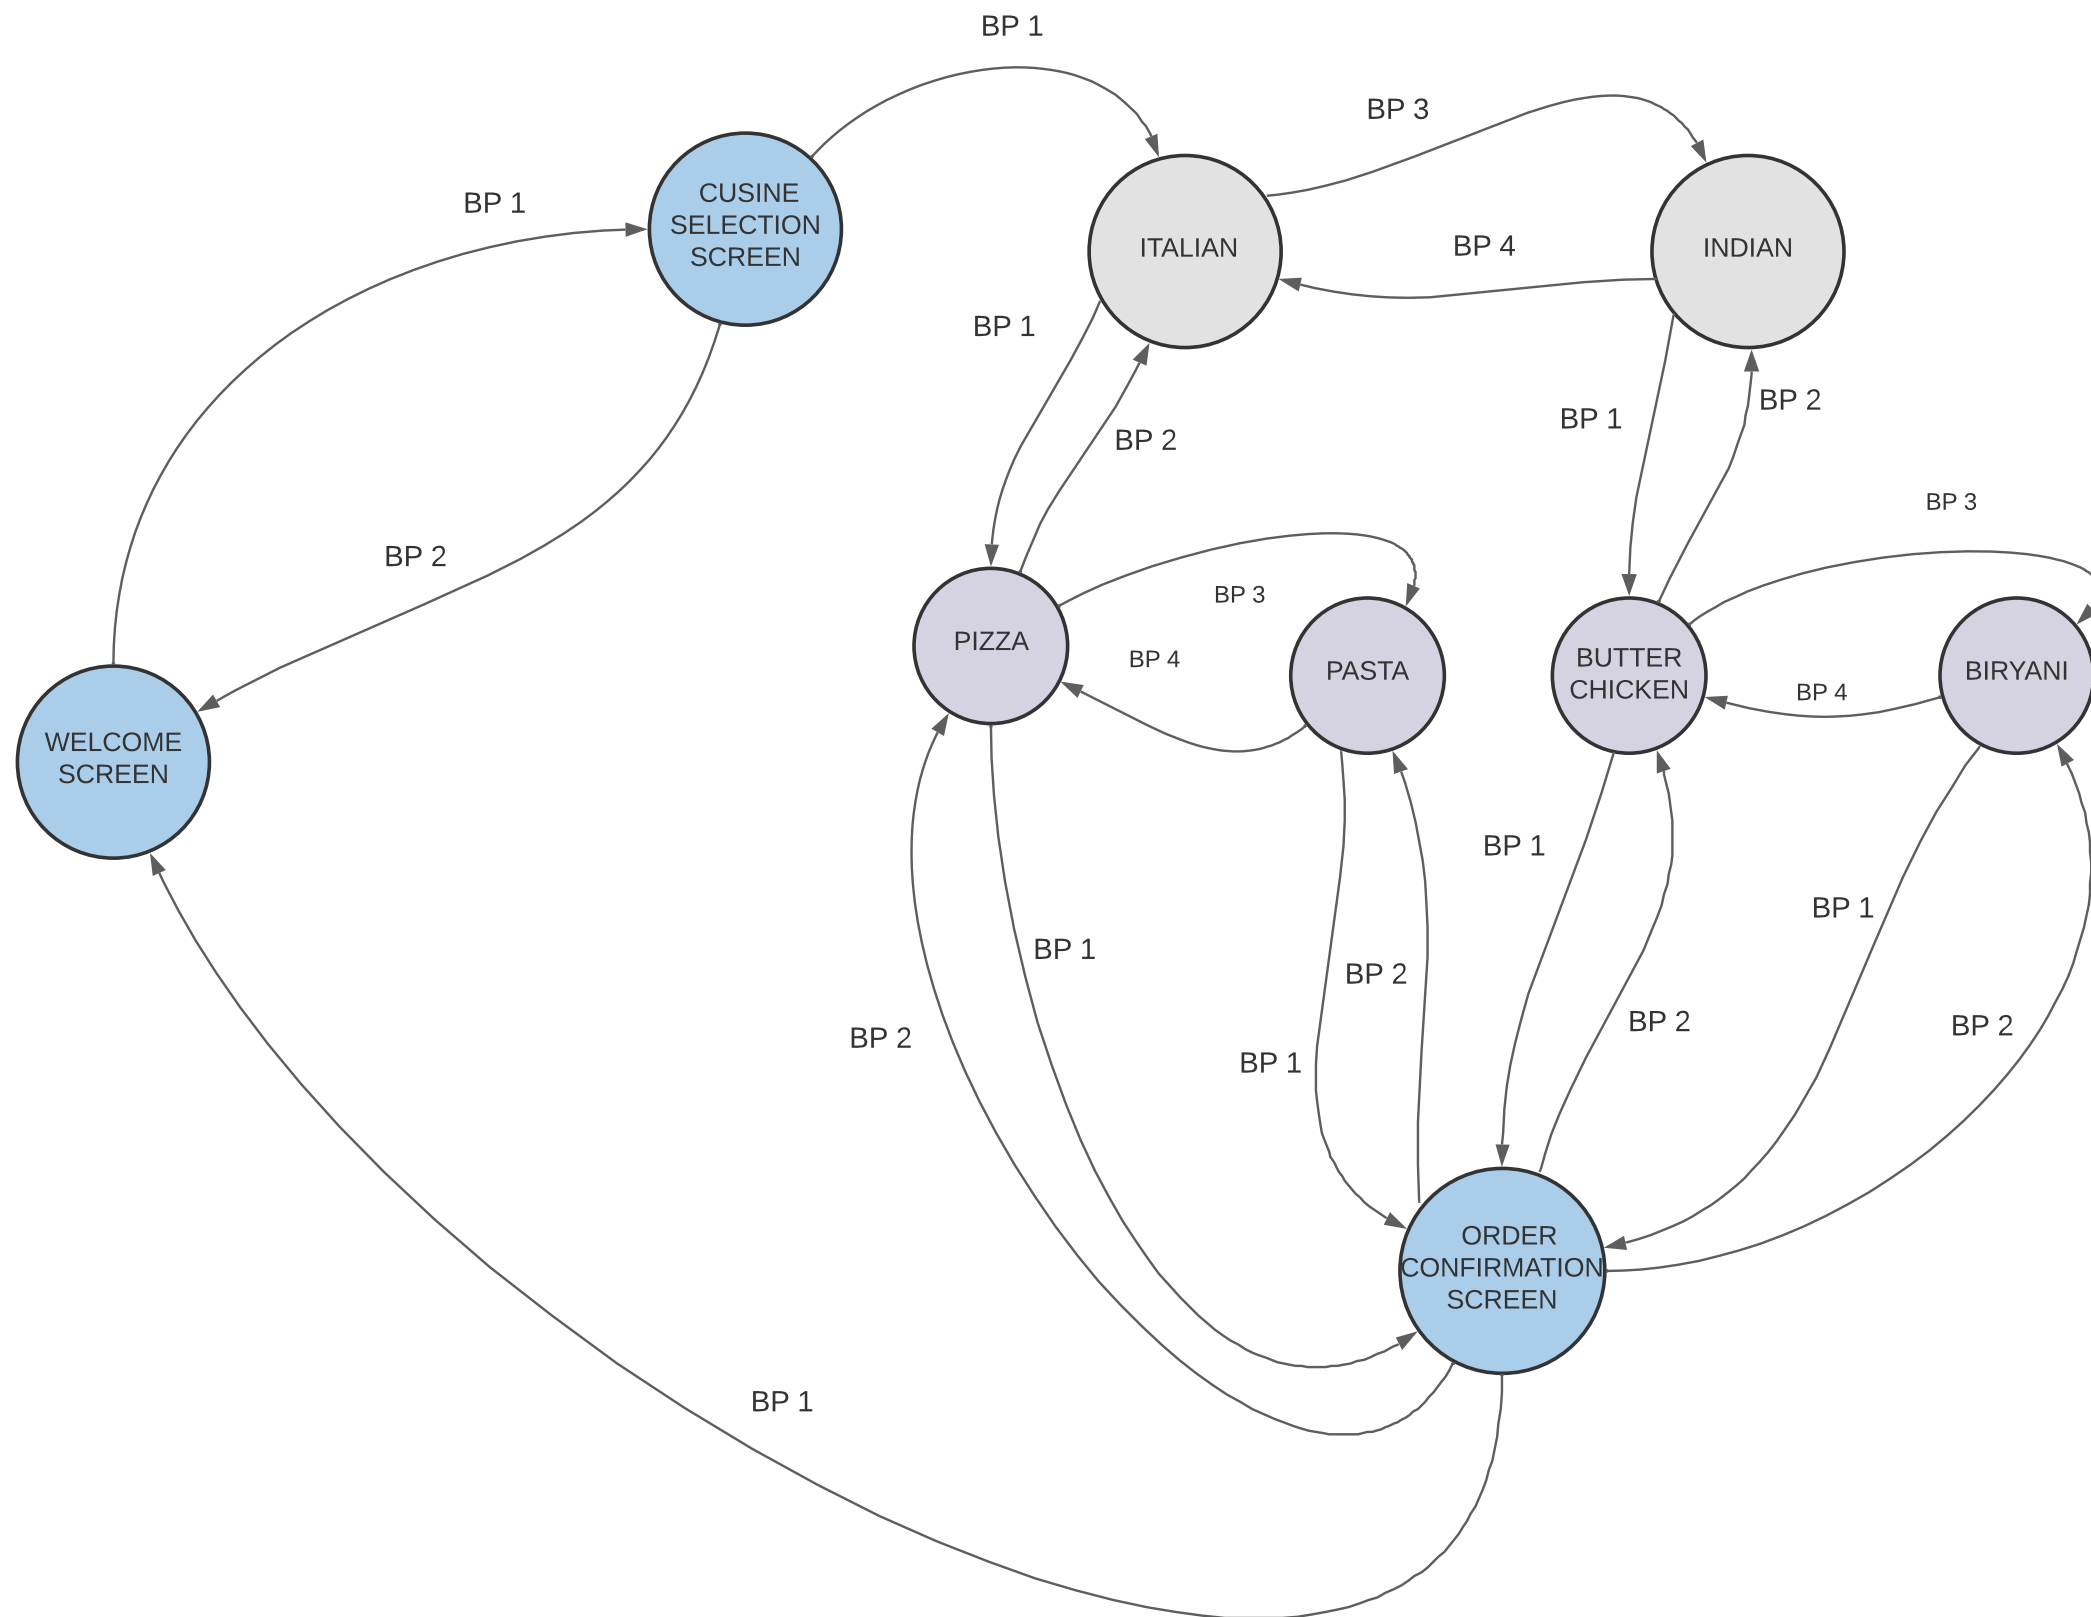 BP 1
BP 3
CUSINE
SELECTION
SCREEN
BP 1
ITALIAN
BP 4
INDIAN
BP 1
BP 2
BP 1
BP 2
BP 2
BP 3
BP 3
PIZZA
BP 4
PASTA
BUTTER
CHICKEN
BP 4
BIRYANI
WELCOME
SCREEN
BP 1
BP 1
BP 1
BP 2
BP 2
BP 1
BP 2
BP 2
ORDER
CONFIRMATION
SCREEN
BP 1